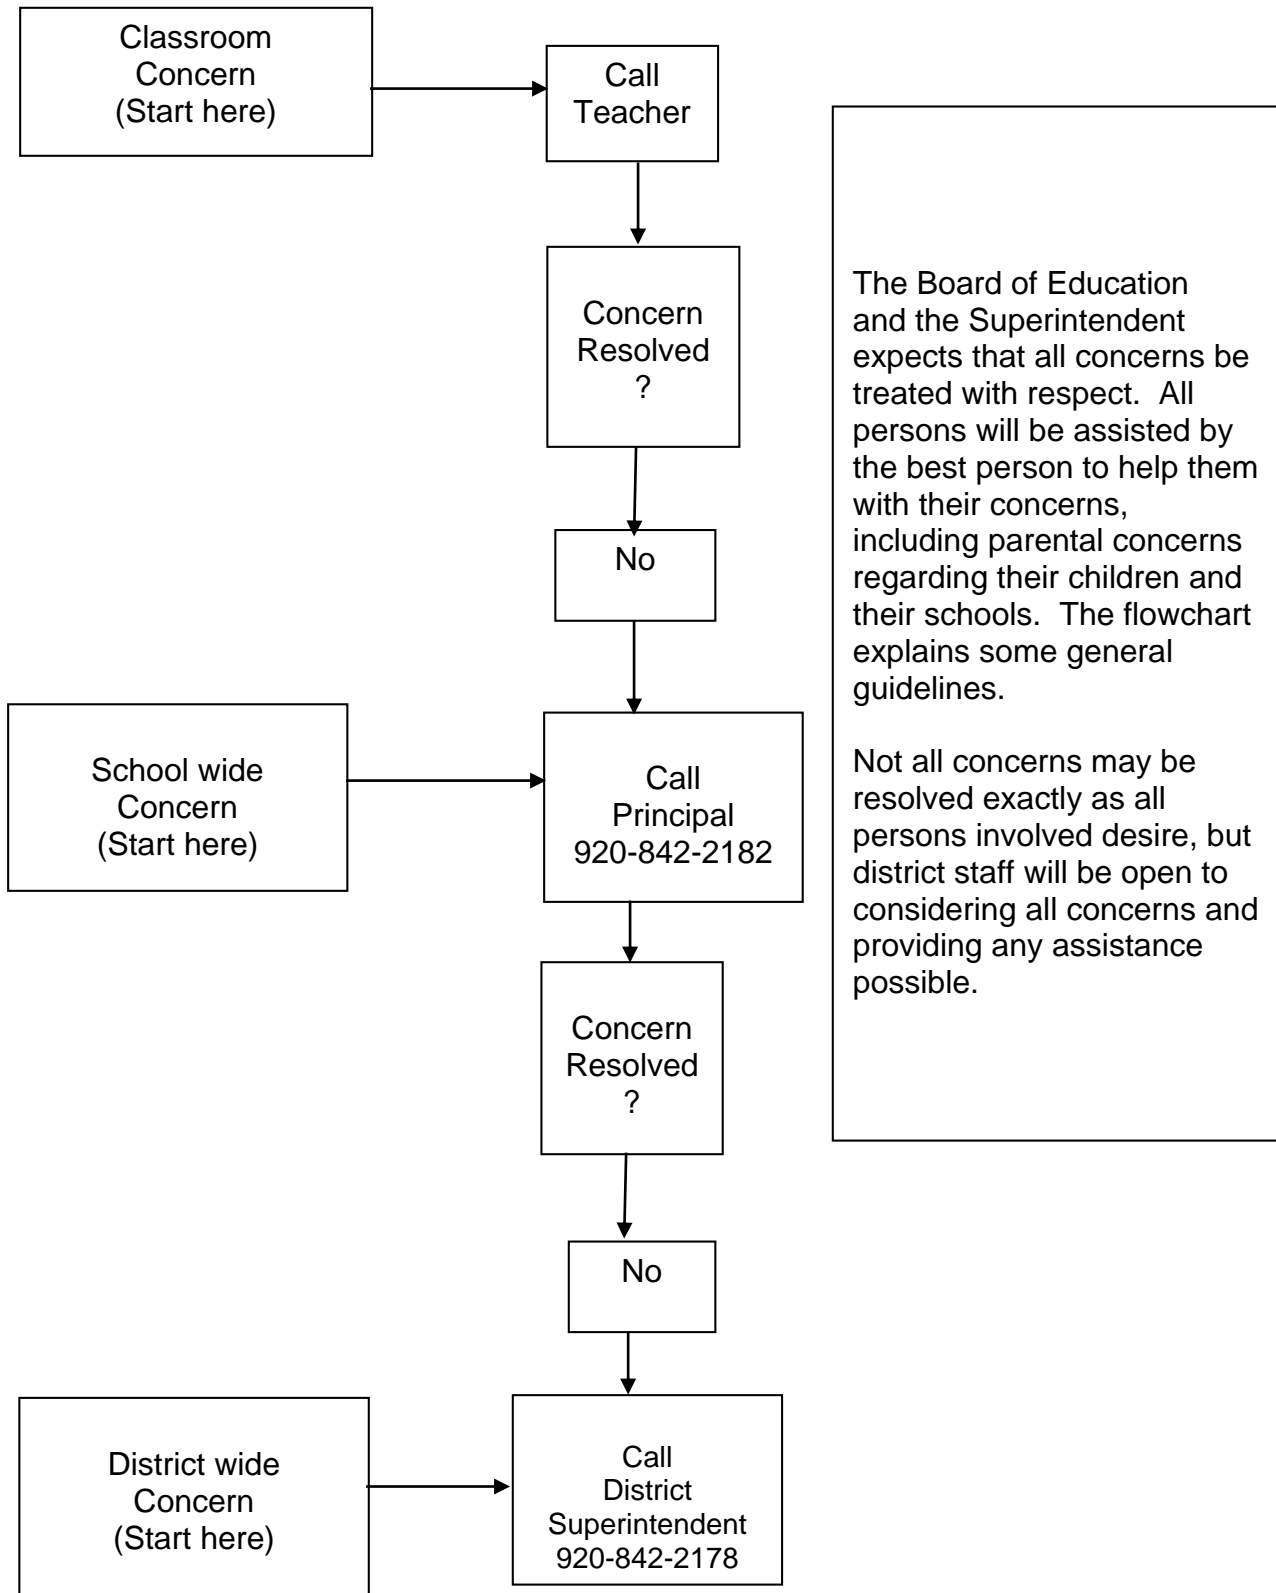 Classroom
Concern
(Start here)
Call
Teacher
Concern
Resolved
?
No
School wide
Concern
(Start here)
Call
Principal
920-842-2182
Concern
Resolved
?
No
District wide
Concern
(Start here)
Call
District
Superintendent
920-842-2178
The Board of Education
and the Superintendent
expects that all concerns be
treated with respect.  All
persons will be assisted by
the best person to help them
with their concerns,
including parental concerns
regarding their children and
their schools.  The flowchart
explains some general
guidelines.
Not all concerns may be
resolved exactly as all
persons involved desire, but
district staff will be open to
considering all concerns and
providing any assistance
possible.